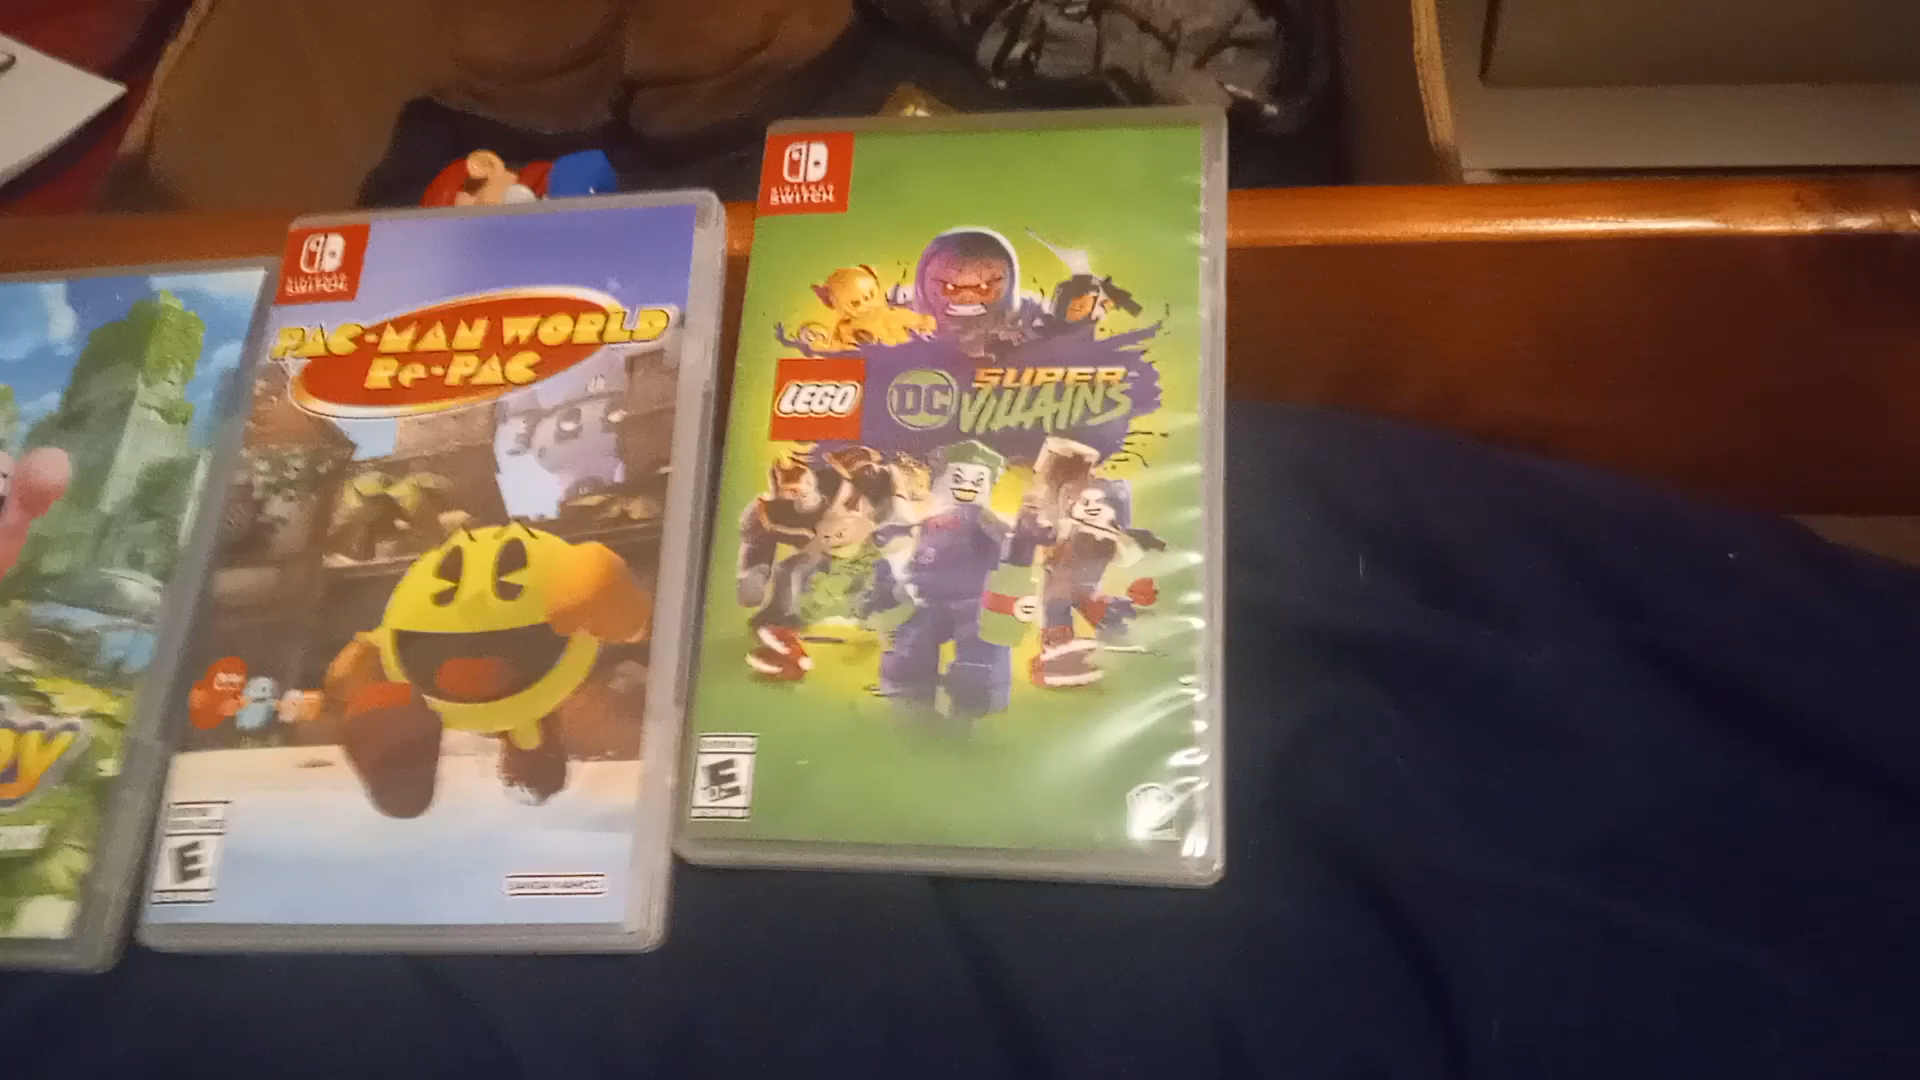 NINTENDO
SWITCH
PAC-MAN WORLD
Re-PAC
E
BANDAI NAMCO
NINTENDO
SWITCH
LEGO
DC SUPER
VILLAINS
E